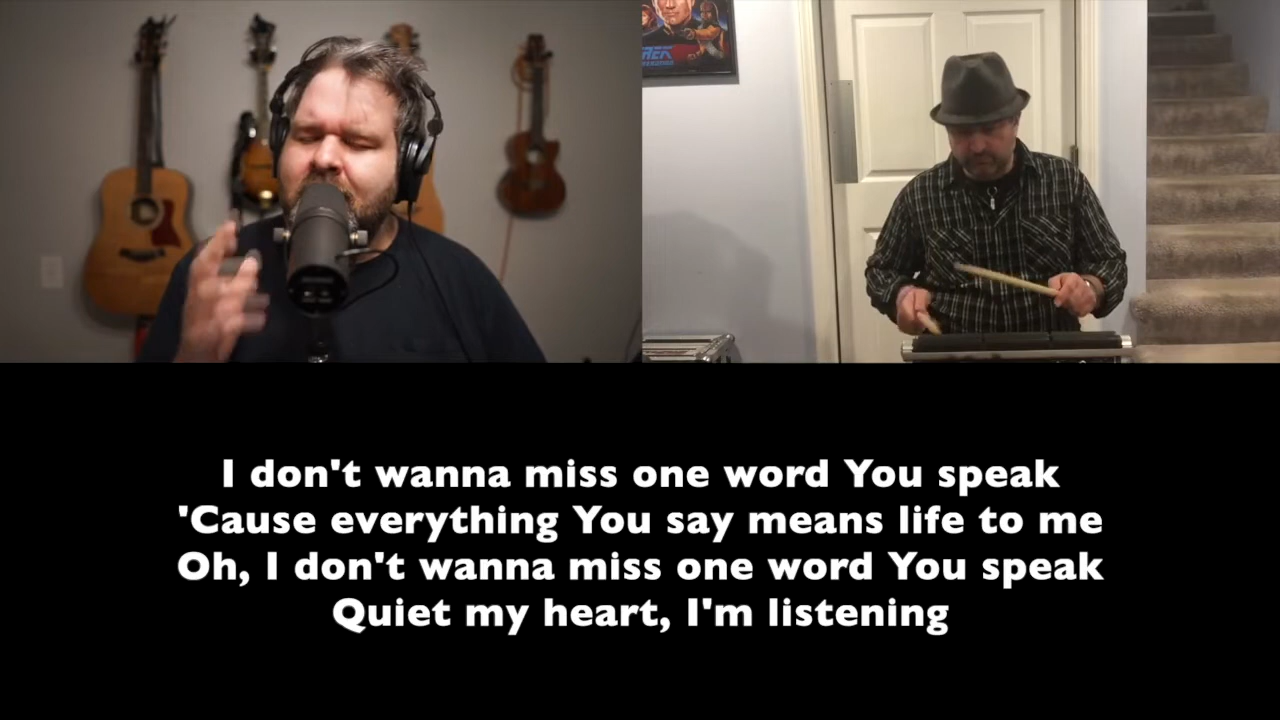 TREK
I don't wanna miss one word You speak
'Cause everything You say means life to me
Oh, I don't wanna miss one word You speak
Quiet my heart, I'm listening